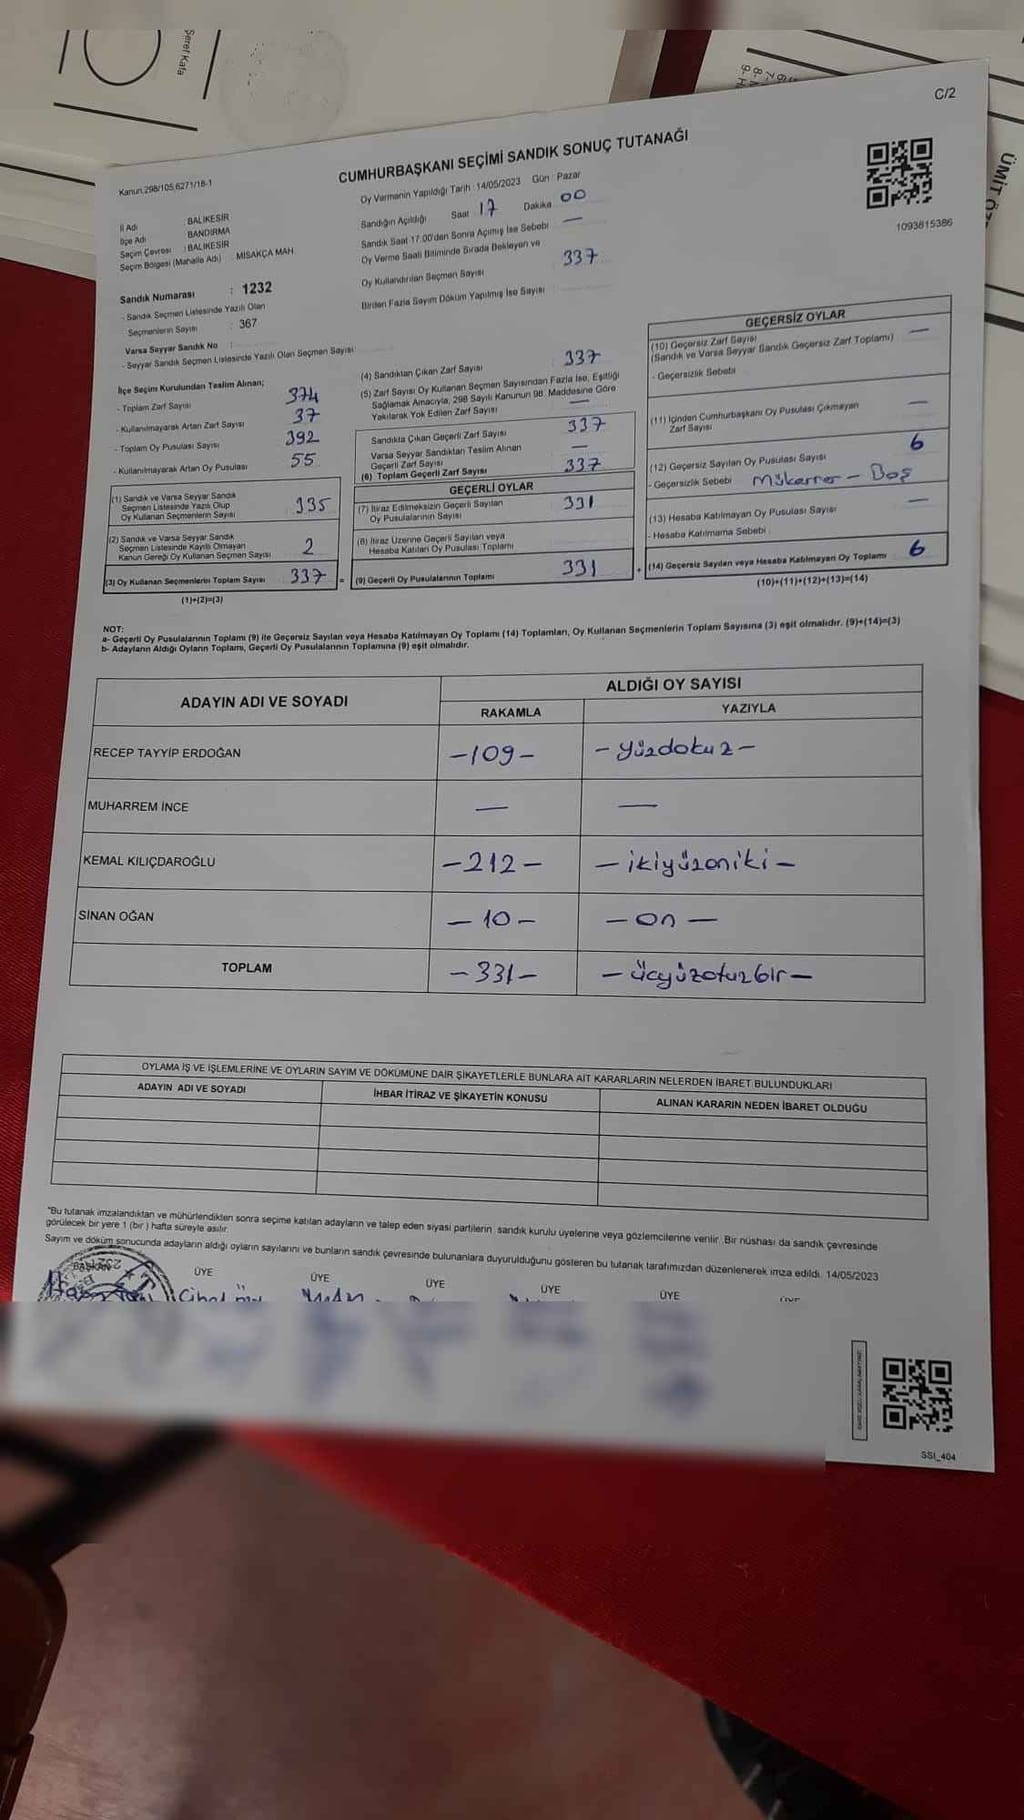 Şeref Kafa
C/2
CUMHURBAŞKANI SEÇİMİ SANDIK SONUÇ TUTANAĞI
Kanun:298/105,6271/18-1
Oy Vermenin Yapıldığı Tarih : 14/05/2023 Gün : Pazar
1093815386
İl Adı BALIKESİR
İlçe Adı BANDIRMA
Seçim Çevresi : BALIKESİR
Seçim Bölgesi (Mahalle Adı) : MISAKÇA MAH.
Sandığın Açıldığı Saat 17 Dakika 00
Sandık Saat 17.00'den Sonra Açılmış İse Sebebi —
Oy Verme Saati Bitiminde Sırada Bekleyen ve
Oy Kullandırılan Seçmen Sayısı 337
Birden Fazla Sayım Döküm Yapılmış İse Sayısı
Sandık Numarası : 1232
- Sandık Seçmen Listesinde Yazılı Olan
Seçmenlerin Sayısı : 367
Varsa Seyyar Sandık No :
- Seyyar Sandık Seçmen Listesinde Yazılı Olan Seçmen Sayısı
İlçe Seçim Kurulundan Teslim Alınan;
- Toplam Zarf Sayısı 374
- Kullanılmayarak Artan Zarf Sayısı 37
- Toplam Oy Pusulası Sayısı 392
- Kullanılmayarak Artan Oy Pusulası 55
(1) Sandık ve Varsa Seyyar Sandık
Seçmen Listesinde Yazılı Olup
Oy Kullanan Seçmenlerin Sayısı 335
(2) Sandık ve Varsa Seyyar Sandık
Seçmen Listesinde Kayıtlı Olmayan
Kanun Gereği Oy Kullanan Seçmen Sayısı 2
(3) Oy Kullanan Seçmenlerin Toplam Sayısı 337 =
(1)+(2)=(3)
(4) Sandıktan Çıkan Zarf Sayısı 337
(5) Zarf Sayısı Oy Kullanan Seçmen Sayısından Fazla İse, Eşitliği
Sağlamak Amacıyla, 298 Sayılı Kanunun 98. Maddesine Göre
Yakılarak Yok Edilen Zarf Sayısı —
Sandıkta Çıkan Geçerli Zarf Sayısı 337
Varsa Seyyar Sandıktan Teslim Alınan
Geçerli Zarf Sayısı —
(6) Toplam Geçerli Zarf Sayısı 337
GEÇERLİ OYLAR
(7) İtiraz Edilmeksizin Geçerli Sayılan
Oy Pusulalarının Sayısı 331
(8) İtiraz Üzerine Geçerli Sayılan veya
Hesaba Katılan Oy Pusulası Toplamı
(9) Geçerli Oy Pusulalarının Toplamı 331 +
GEÇERSİZ OYLAR
(10) Geçersiz Zarf Sayısı —
(Sandık ve Varsa Seyyar Sandık Geçersiz Zarf Toplamı)
- Geçersizlik Sebebi
(11) İçinden Cumhurbaşkanı Oy Pusulası Çıkmayan
Zarf Sayısı —
(12) Geçersiz Sayılan Oy Pusulası Sayısı 6
- Geçersizlik Sebebi Mükerrer - Boş
(13) Hesaba Katılmayan Oy Pusulası Sayısı —
- Hesaba Katılmama Sebebi :
(14) Geçersiz Sayılan veya Hesaba Katılmayan Oy Toplamı 6
(10)+(11)+(12)+(13)=(14)
NOT:
a- Geçerli Oy Pusulalarının Toplamı (9) ile Geçersiz Sayılan veya Hesaba Katılmayan Oy Toplamı (14) Toplamları, Oy Kullanan Seçmenlerin Toplam Sayısına (3) eşit olmalıdır. (9)+(14)=(3)
b- Adayların Aldığı Oyların Toplamı, Geçerli Oy Pusulalarının Toplamına (9) eşit olmalıdır.
ADAYIN ADI VE SOYADI ALDIĞI OY SAYISI
RAKAMLA YAZIYLA
RECEP TAYYİP ERDOĞAN -109- -yüzdokuz-
MUHARREM İNCE — —
KEMAL KILIÇDAROĞLU -212- -ikiyüzoniki-
SİNAN OĞAN -10- -on-
TOPLAM -331- -üçyüzotuzbir-
OYLAMA İŞ VE İŞLEMLERİNE VE OYLARIN SAYIM VE DÖKÜMÜNE DAİR ŞİKAYETLERLE BUNLARA AİT KARARLARIN NELERDEN İBARET BULUNDUKLARI
ADAYIN ADI VE SOYADI İHBAR İTİRAZ VE ŞİKAYETİN KONUSU ALINAN KARARIN NEDEN İBARET OLDUĞU
"Bu tutanak imzalandıktan ve mühürlendikten sonra seçime katılan adayların ve talep eden siyasi partilerin sandık kurulu üyelerine veya gözlemcilerine verilir. Bir nüshası da sandık çevresinde
görülecek bir yere 1 (bir) hafta süreyle asılır.
Sayım ve döküm sonucunda adayların aldığı oyların sayılarını ve bunların sandık çevresinde bulunanlara duyurulduğunu gösteren bu tutanak tarafımızdan düzenlenerek imza edildi. 14/05/2023
BAŞKAN ÜYE ÜYE ÜYE ÜYE ÜYE ÜYE
SSI_404